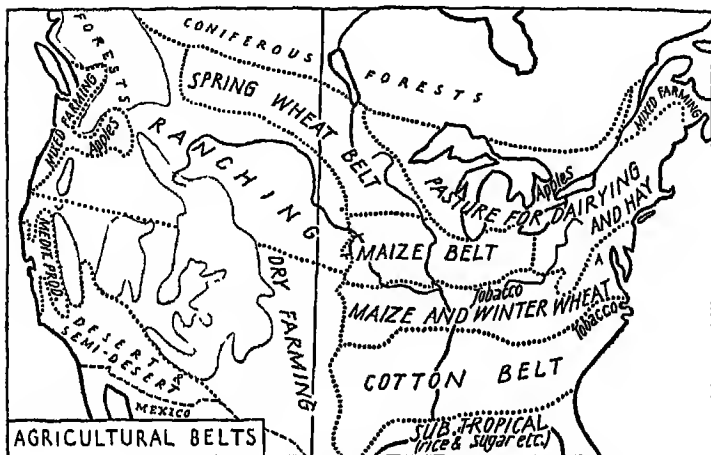 CONIFEROUS
FORESTS
FORESTS
SPRING WHEAT BELT
MIXED FARMING
Apples
RANCHING
MIXED FARMING
Apples
PASTURE FOR DAIRYING
AND HAY
MEDIT. PROD.
MAIZE BELT
A
DRY FARMING
Tobacco
MAIZE AND WINTER WHEAT
Tobacco
DESERT &
SEMI-DESERT
COTTON BELT
MEXICO
SUB.TROPICAL
(rice & sugar etc.)
AGRICULTURAL BELTS